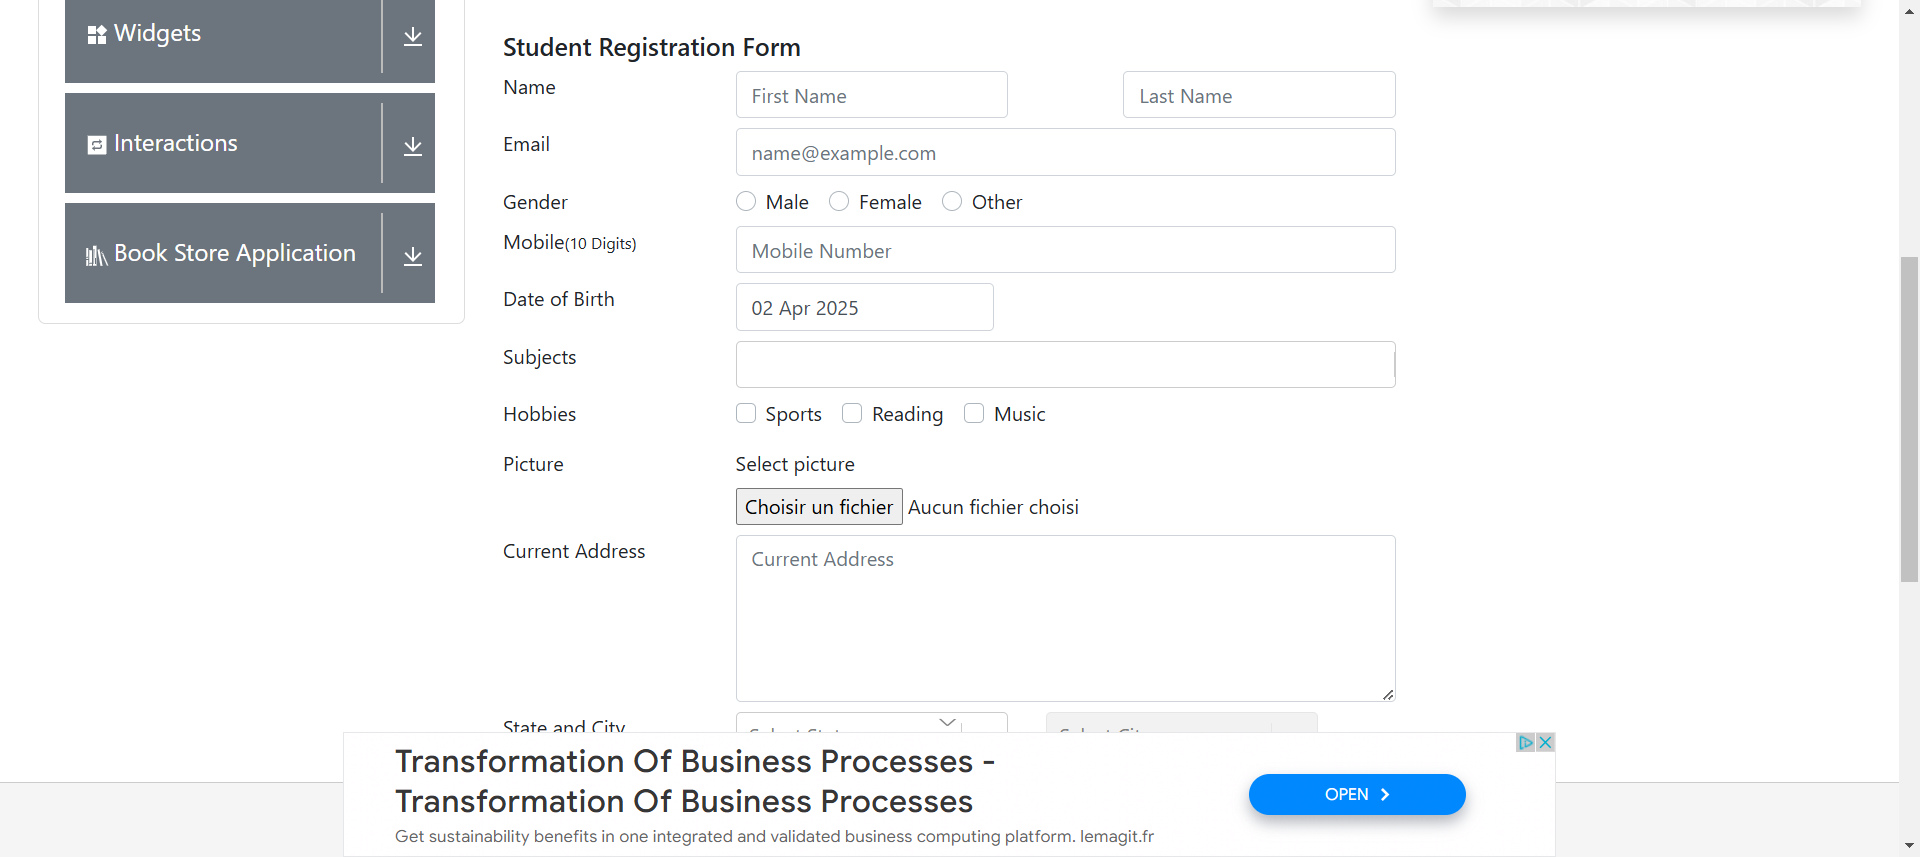 Widgets
Interactions
Book Store Application
Student Registration Form
Name
First Name
Last Name
Email
name@example.com
Gender
Male
Female
Other
Mobile(10 Digits)
Mobile Number
Date of Birth
02 Apr 2025
Subjects
Hobbies
Sports
Reading
Music
Picture
Select picture
Choisir un fichier Aucun fichier choisi
Current Address
Current Address
State and City
Transformation Of Business Processes -
Transformation Of Business Processes
Get sustainability benefits in one integrated and validated business computing platform. lemagit.fr
OPEN